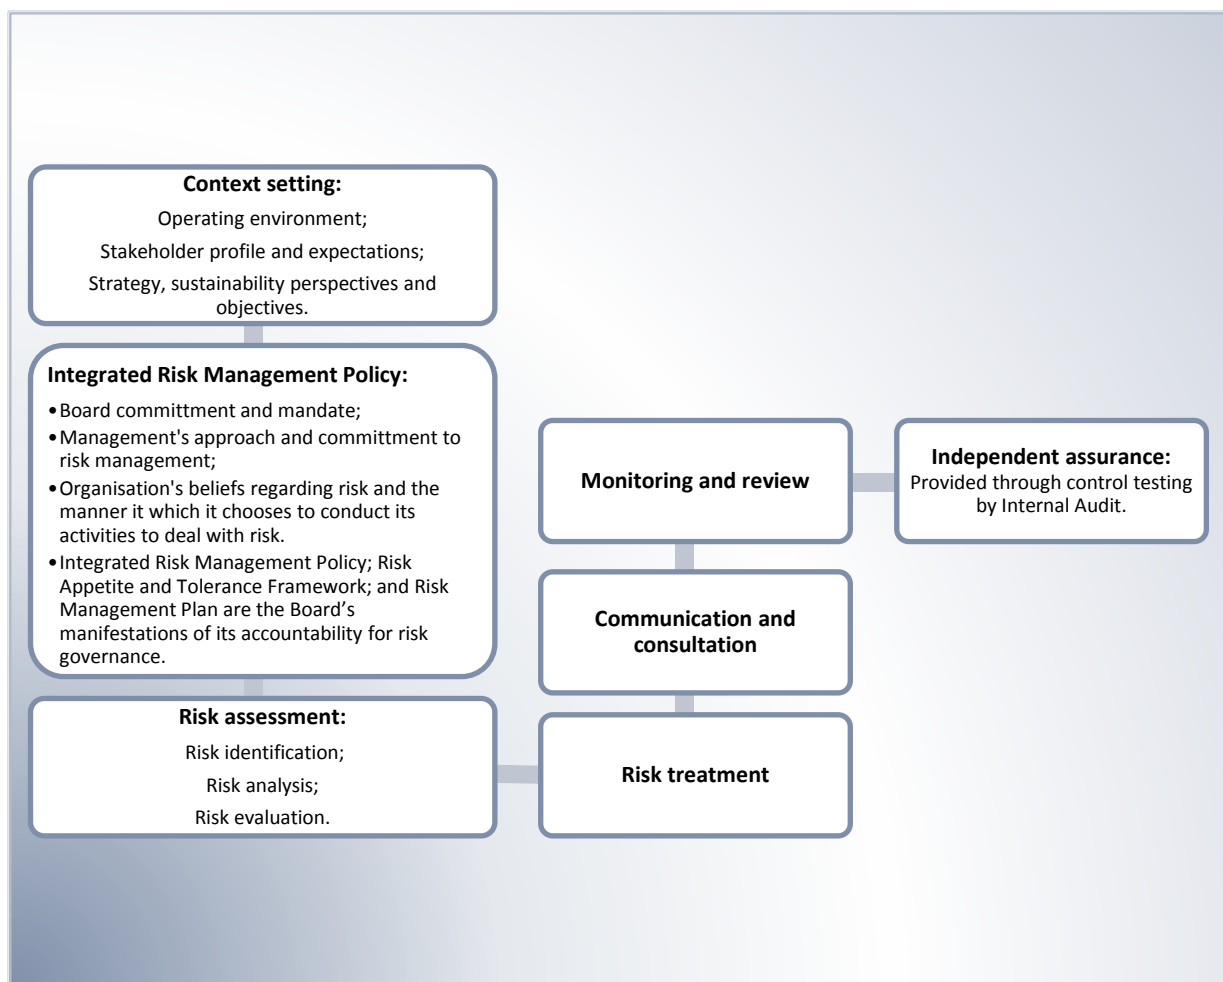 Context setting:
Operating environment;
Stakeholder profile and expectations;
Strategy, sustainability perspectives and
objectives.
Integrated Risk Management Policy:
•Board committment and mandate;
•Management's approach and committment to
risk management;
•Organisation's beliefs regarding risk and the
manner it which it chooses to conduct its
activities to deal with risk.
•Integrated Risk Management Policy; Risk
Appetite and Tolerance Framework; and Risk
Management Plan are the Board’s
manifestations of its accountability for risk
governance.
Risk assessment:
Risk identification;
Risk analysis;
Risk evaluation.
Risk treatment
Communication and
consultation
Monitoring and review
Independent assurance:
Provided through control testing
by Internal Audit.